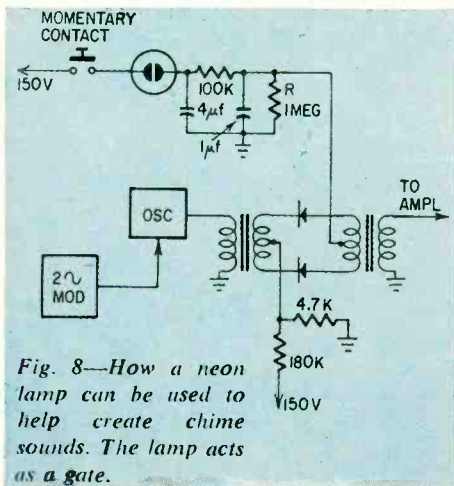 MOMENTARY
CONTACT
150V
100K
4µf
1µf
R
1MEG
OSC
TO
AMPL
2∿
MOD
4.7K
180K
150V
Fig. 8—How a neon
lamp can be used to
help create chime
sounds. The lamp acts
as a gate.